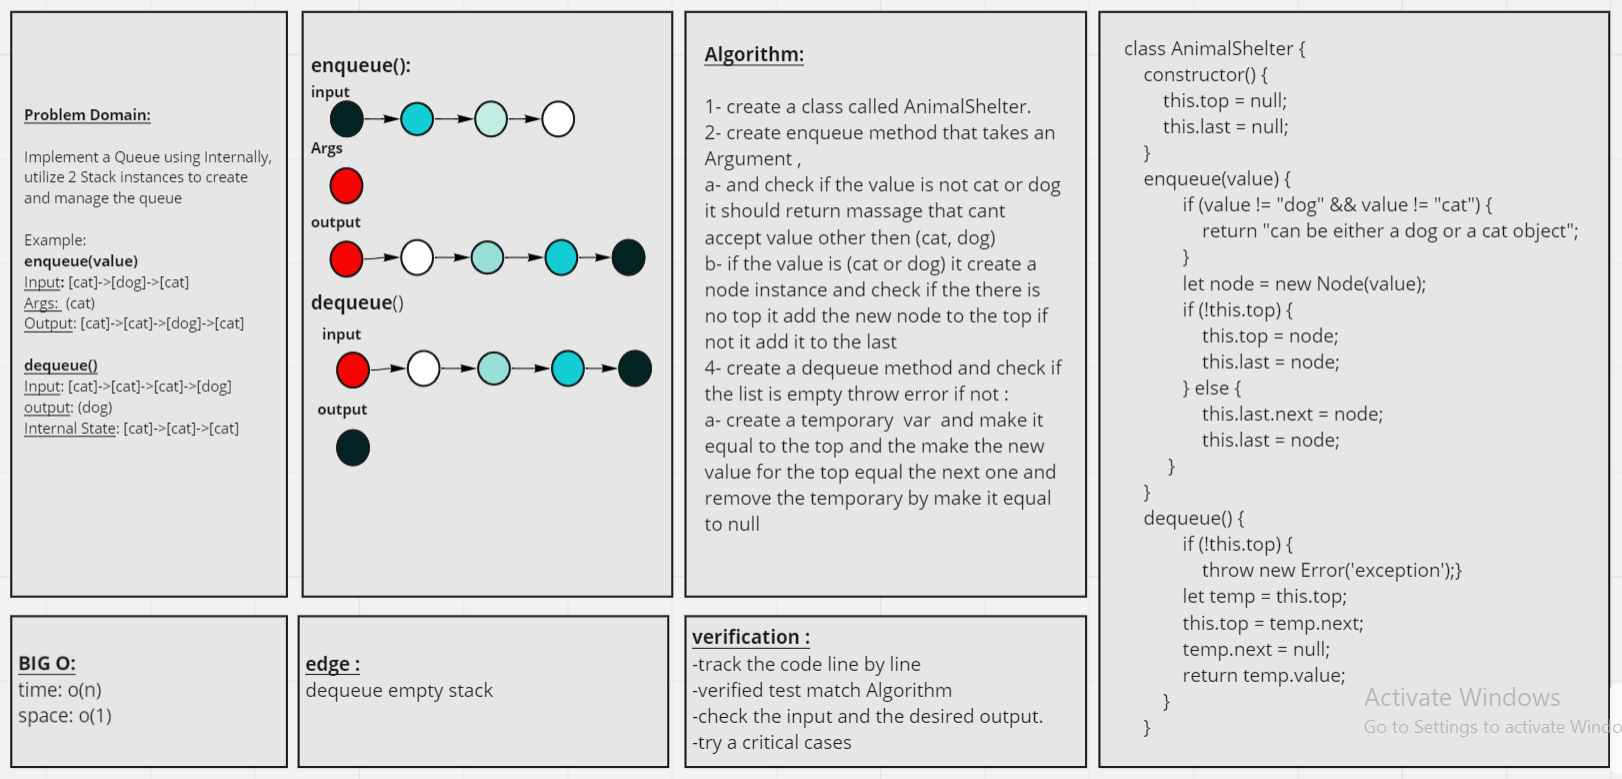 Problem Domain:
Implement a Queue using Internally,
utilize 2 Stack instances to create
and manage the queue
Example:
enqueue(value)
Input: [cat]->[dog]->[cat]
Args: (cat)
Output: [cat]->[cat]->[dog]->[cat]
dequeue()
Input: [cat]->[cat]->[cat]->[dog]
output: (dog)
Internal State: [cat]->[cat]->[cat]
enqueue():
input
Args
output
dequeue()
input
output
Algorithm:
1- create a class called AnimalShelter.
2- create enqueue method that takes an
Argument ,
a- and check if the value is not cat or dog
it should return massage that cant
accept value other then (cat, dog)
b- if the value is (cat or dog) it create a
node instance and check if the there is
no top it add the new node to the top if
not it add it to the last
4- create a dequeue method and check if
the list is empty throw error if not :
a- create a temporary var and make it
equal to the top and the make the new
value for the top equal the next one and
remove the temporary by make it equal
to null
class AnimalShelter {
constructor() {
this.top = null;
this.last = null;
}
enqueue(value) {
if (value != "dog" && value != "cat") {
return "can be either a dog or a cat object";
}
let node = new Node(value);
if (!this.top) {
this.top = node;
this.last = node;
} else {
this.last.next = node;
this.last = node;
}
}
dequeue() {
if (!this.top) {
throw new Error('exception');}
let temp = this.top;
this.top = temp.next;
temp.next = null;
return temp.value;
}
}
BIG O:
time: o(n)
space: o(1)
edge :
dequeue empty stack
verification :
-track the code line by line
-verified test match Algorithm
-check the input and the desired output.
-try a critical cases
Activate Windows
Go to Settings to activate Windo